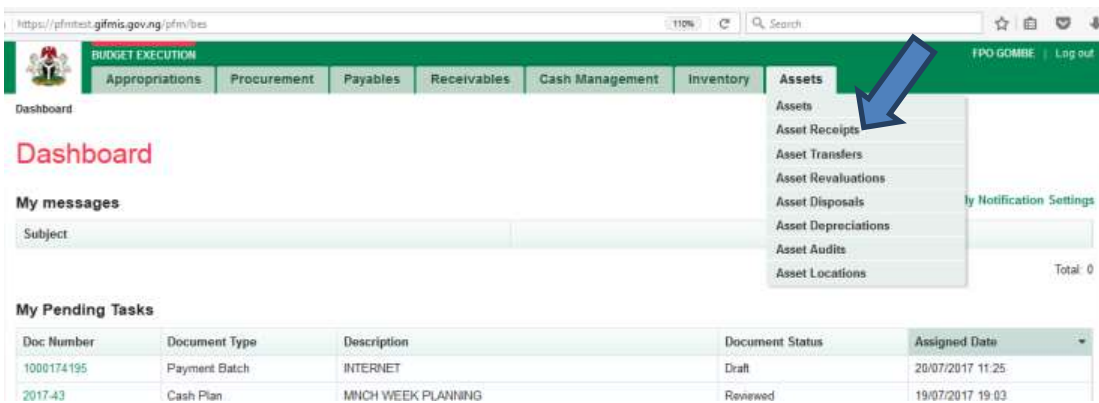 https://pfmtest.gifmis.gov.ng/pfm/bes 110% Search
BUDGET EXECUTION FPO GOMBE | Log out
Appropriations Procurement Payables Receivables Cash Management Inventory Assets
Dashboard
Assets
Asset Receipts
Asset Transfers
Asset Revaluations
Asset Disposals
Asset Depreciations
Asset Audits
Asset Locations
Dashboard
My messages
Notification Settings
Subject
Total: 0
My Pending Tasks
Doc Number Document Type Description Document Status Assigned Date
1000174195 Payment Batch INTERNET Draft 20/07/2017 11:25
2017-43 Cash Plan MNCH WEEK PLANNING Reviewed 19/07/2017 19:03